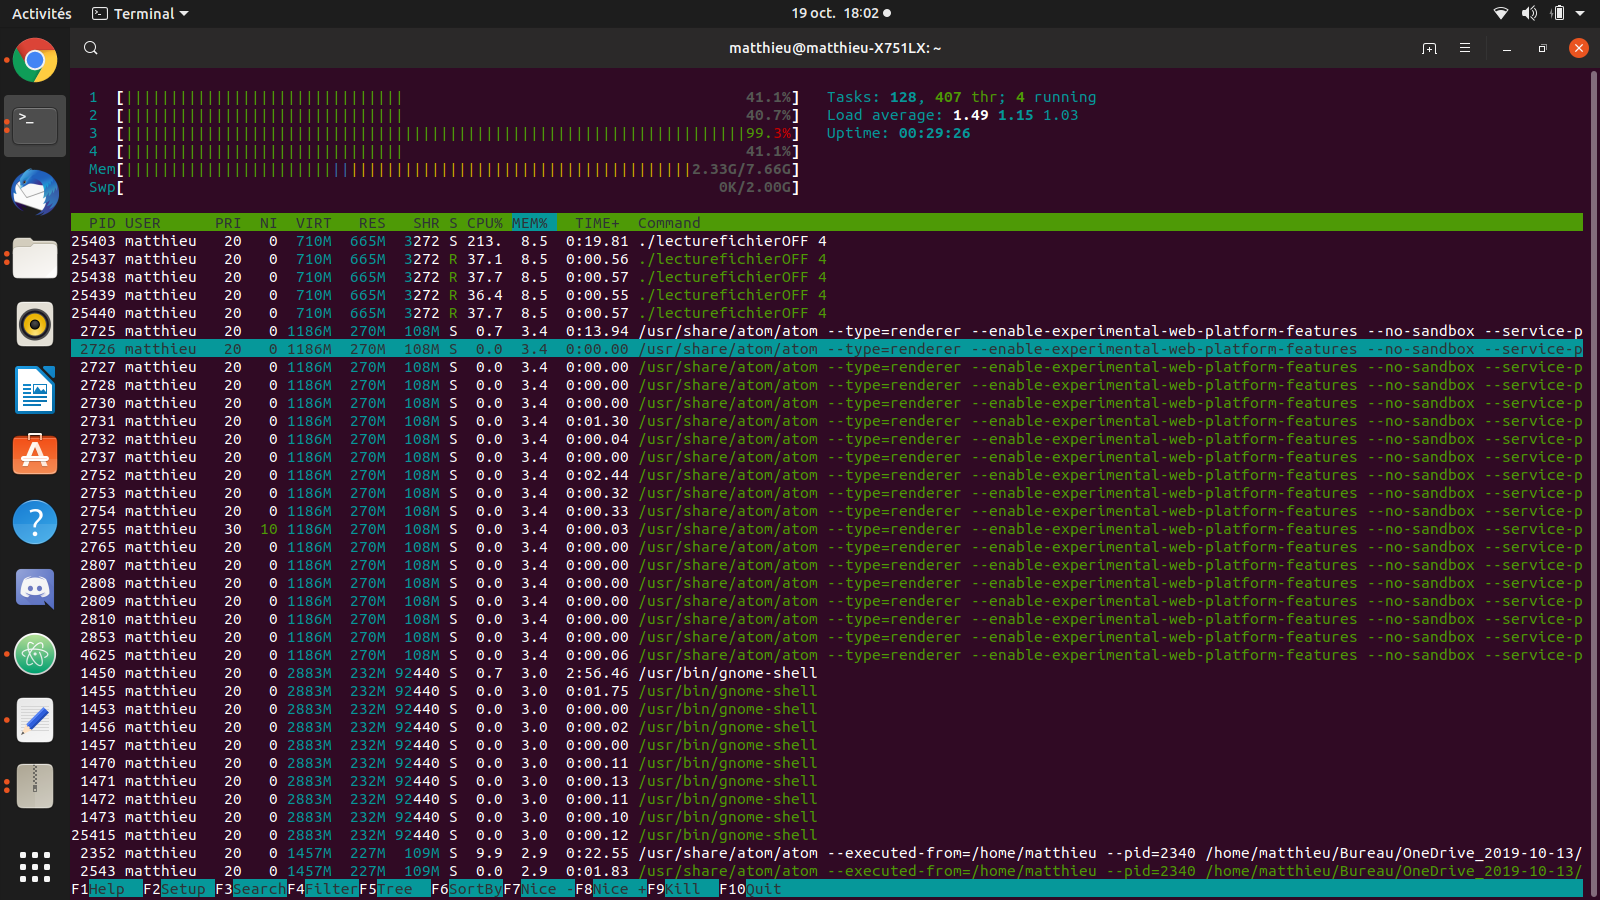 Activités Terminal 19 oct. 18:02
matthieu@matthieu-X751LX: ~
1 [ 41.1%] Tasks: 128, 407 thr; 4 running
2 [ 40.7%] Load average: 1.49 1.15 1.03
3 [ 99.3%] Uptime: 00:29:26
4 [ 41.1%]
Mem[ 2.33G/7.66G]
Swp[ 0K/2.00G]
PID USER PRI NI VIRT RES SHR S CPU% MEM% TIME+ Command
25403 matthieu 20 0 710M 665M 3272 S 213. 8.5 0:19.81 ./lecturefichierOFF 4
25437 matthieu 20 0 710M 665M 3272 R 37.1 8.5 0:00.56 ./lecturefichierOFF 4
25438 matthieu 20 0 710M 665M 3272 R 37.7 8.5 0:00.57 ./lecturefichierOFF 4
25439 matthieu 20 0 710M 665M 3272 R 36.4 8.5 0:00.55 ./lecturefichierOFF 4
25440 matthieu 20 0 710M 665M 3272 R 37.7 8.5 0:00.57 ./lecturefichierOFF 4
2725 matthieu 20 0 1186M 270M 108M S 0.7 3.4 0:13.94 /usr/share/atom/atom --type=renderer --enable-experimental-web-platform-features --no-sandbox --service-p
2726 matthieu 20 0 1186M 270M 108M S 0.0 3.4 0:00.00 /usr/share/atom/atom --type=renderer --enable-experimental-web-platform-features --no-sandbox --service-p
2727 matthieu 20 0 1186M 270M 108M S 0.0 3.4 0:00.00 /usr/share/atom/atom --type=renderer --enable-experimental-web-platform-features --no-sandbox --service-p
2728 matthieu 20 0 1186M 270M 108M S 0.0 3.4 0:00.00 /usr/share/atom/atom --type=renderer --enable-experimental-web-platform-features --no-sandbox --service-p
2730 matthieu 20 0 1186M 270M 108M S 0.0 3.4 0:00.00 /usr/share/atom/atom --type=renderer --enable-experimental-web-platform-features --no-sandbox --service-p
2731 matthieu 20 0 1186M 270M 108M S 0.0 3.4 0:01.30 /usr/share/atom/atom --type=renderer --enable-experimental-web-platform-features --no-sandbox --service-p
2732 matthieu 20 0 1186M 270M 108M S 0.0 3.4 0:00.04 /usr/share/atom/atom --type=renderer --enable-experimental-web-platform-features --no-sandbox --service-p
2737 matthieu 20 0 1186M 270M 108M S 0.0 3.4 0:00.00 /usr/share/atom/atom --type=renderer --enable-experimental-web-platform-features --no-sandbox --service-p
2752 matthieu 20 0 1186M 270M 108M S 0.0 3.4 0:02.44 /usr/share/atom/atom --type=renderer --enable-experimental-web-platform-features --no-sandbox --service-p
2753 matthieu 20 0 1186M 270M 108M S 0.0 3.4 0:00.32 /usr/share/atom/atom --type=renderer --enable-experimental-web-platform-features --no-sandbox --service-p
2754 matthieu 20 0 1186M 270M 108M S 0.0 3.4 0:00.33 /usr/share/atom/atom --type=renderer --enable-experimental-web-platform-features --no-sandbox --service-p
2755 matthieu 30 10 1186M 270M 108M S 0.0 3.4 0:00.03 /usr/share/atom/atom --type=renderer --enable-experimental-web-platform-features --no-sandbox --service-p
2765 matthieu 20 0 1186M 270M 108M S 0.0 3.4 0:00.00 /usr/share/atom/atom --type=renderer --enable-experimental-web-platform-features --no-sandbox --service-p
2807 matthieu 20 0 1186M 270M 108M S 0.0 3.4 0:00.00 /usr/share/atom/atom --type=renderer --enable-experimental-web-platform-features --no-sandbox --service-p
2808 matthieu 20 0 1186M 270M 108M S 0.0 3.4 0:00.00 /usr/share/atom/atom --type=renderer --enable-experimental-web-platform-features --no-sandbox --service-p
2809 matthieu 20 0 1186M 270M 108M S 0.0 3.4 0:00.00 /usr/share/atom/atom --type=renderer --enable-experimental-web-platform-features --no-sandbox --service-p
2810 matthieu 20 0 1186M 270M 108M S 0.0 3.4 0:00.00 /usr/share/atom/atom --type=renderer --enable-experimental-web-platform-features --no-sandbox --service-p
2853 matthieu 20 0 1186M 270M 108M S 0.0 3.4 0:00.00 /usr/share/atom/atom --type=renderer --enable-experimental-web-platform-features --no-sandbox --service-p
4625 matthieu 20 0 1186M 270M 108M S 0.0 3.4 0:00.06 /usr/share/atom/atom --type=renderer --enable-experimental-web-platform-features --no-sandbox --service-p
1450 matthieu 20 0 2883M 232M 92440 S 0.7 3.0 2:56.46 /usr/bin/gnome-shell
1455 matthieu 20 0 2883M 232M 92440 S 0.0 3.0 0:01.75 /usr/bin/gnome-shell
1453 matthieu 20 0 2883M 232M 92440 S 0.0 3.0 0:00.00 /usr/bin/gnome-shell
1456 matthieu 20 0 2883M 232M 92440 S 0.0 3.0 0:00.02 /usr/bin/gnome-shell
1457 matthieu 20 0 2883M 232M 92440 S 0.0 3.0 0:00.00 /usr/bin/gnome-shell
1470 matthieu 20 0 2883M 232M 92440 S 0.0 3.0 0:00.11 /usr/bin/gnome-shell
1471 matthieu 20 0 2883M 232M 92440 S 0.0 3.0 0:00.13 /usr/bin/gnome-shell
1472 matthieu 20 0 2883M 232M 92440 S 0.0 3.0 0:00.11 /usr/bin/gnome-shell
1473 matthieu 20 0 2883M 232M 92440 S 0.0 3.0 0:00.10 /usr/bin/gnome-shell
25415 matthieu 20 0 2883M 232M 92440 S 0.0 3.0 0:00.12 /usr/bin/gnome-shell
2352 matthieu 20 0 1457M 227M 109M S 9.9 2.9 0:22.55 /usr/share/atom/atom --executed-from=/home/matthieu --pid=2340 /home/matthieu/Bureau/OneDrive_2019-10-13/
2543 matthieu 20 0 1457M 227M 109M S 0.0 2.9 0:01.83 /usr/share/atom/atom --executed-from=/home/matthieu --pid=2340 /home/matthieu/Bureau/OneDrive_2019-10-13/
F1Help F2Setup F3SearchF4FilterF5Tree F6SortByF7Nice -F8Nice +F9Kill F10Quit